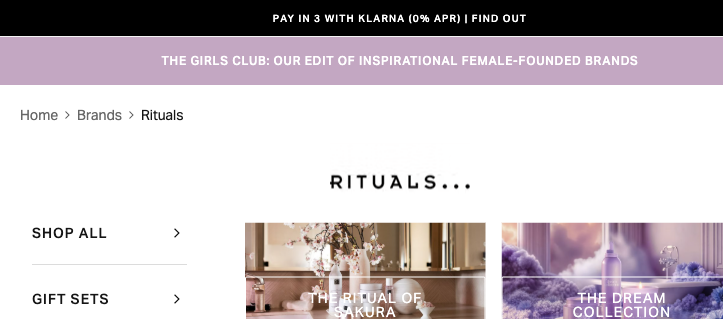 PAY IN 3 WITH KLARNA (0% APR) | FIND OUT
THE GIRLS CLUB: OUR EDIT OF INSPIRATIONAL FEMALE-FOUNDED BRANDS
Home > Brands > Rituals
RITUALS...
SHOP ALL >
GIFT SETS >
THE RITUAL OF
SAKURA
THE DREAM
COLLECTION